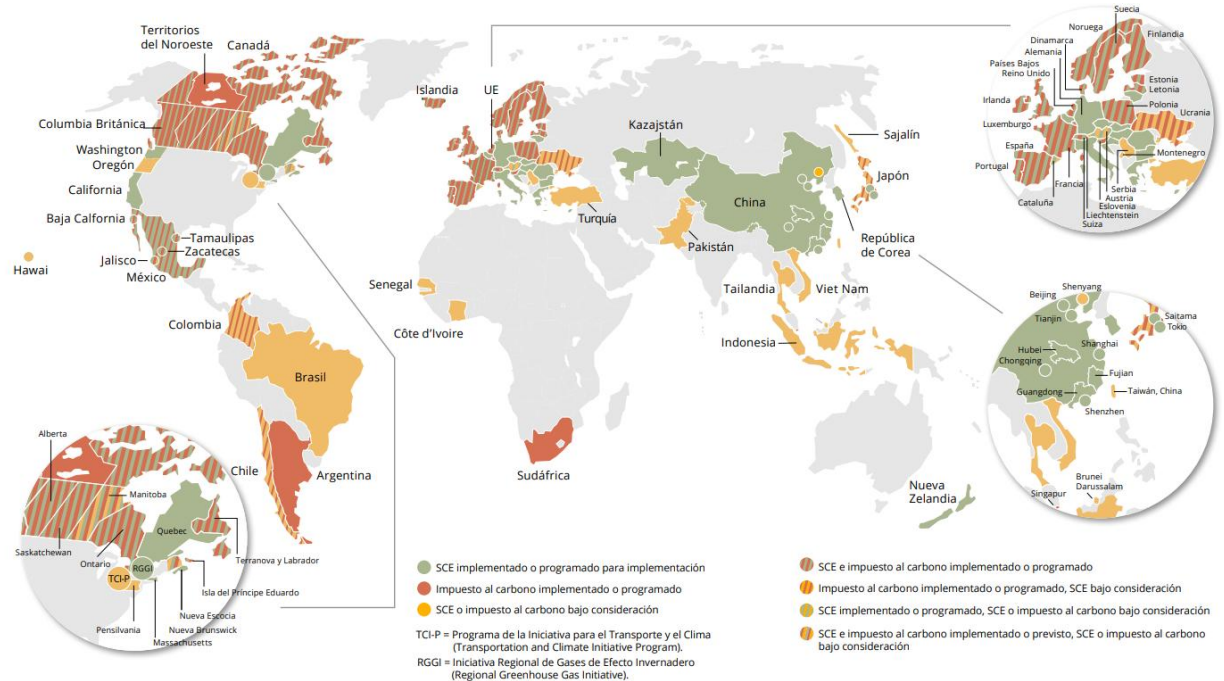 Territorios
del Noroeste
Canadá
Columbia Británica
Washington
Oregón
California
Baja Calfornia
Hawai
Tamaulipas
Zacatecas
Jalisco
México
Colombia
Brasil
Chile
Argentina
Islandia
UE
Kazajstán
Sajalín
Japón
China
Turquía
Pakistán
República
de Corea
Senegal
Côte d’Ivoire
Tailandia
Viet Nam
Indonesia
Sudáfrica
Nueva
Zelandia
Suecia
Noruega
Finlandia
Dinamarca
Alemania
Países Bajos
Reino Unido
Estonia
Letonia
Irlanda
Polonia
Ucrania
Luxemburgo
España
Montenegro
Portugal
Francia
Serbia
Cataluña
Austria
Eslovenia
Liechtenstein
Suiza
Shenyang
Beijing
Tianjin
Saitama
Tokio
Shanghai
Hubei
Chongqing
Fujian
Guangdong
Taiwán, China
Shenzhen
Brunei
Darussalam
Singapur
Alberta
Manitoba
Quebec
Saskatchewan
Ontario
RGGI
TCI-P
Terranova y Labrador
Isla del Príncipe Eduardo
Nueva Escocia
Pensilvania
Nueva Brunswick
Massachusetts
SCE implementado o programado para implementación
Impuesto al carbono implementado o programado
SCE o impuesto al carbono bajo consideración
TCI-P = Programa de la Iniciativa para el Transporte y el Clima
(Transportation and Climate Initiative Program).
RGGI = Iniciativa Regional de Gases de Efecto Invernadero
(Regional Greenhouse Gas Initiative).
SCE e impuesto al carbono implementado o programado
Impuesto al carbono implementado o programado, SCE bajo consideración
SCE implementado o programado, SCE o impuesto al carbono bajo consideración
SCE e impuesto al carbono implementado o previsto, SCE o impuesto al carbono
bajo consideración